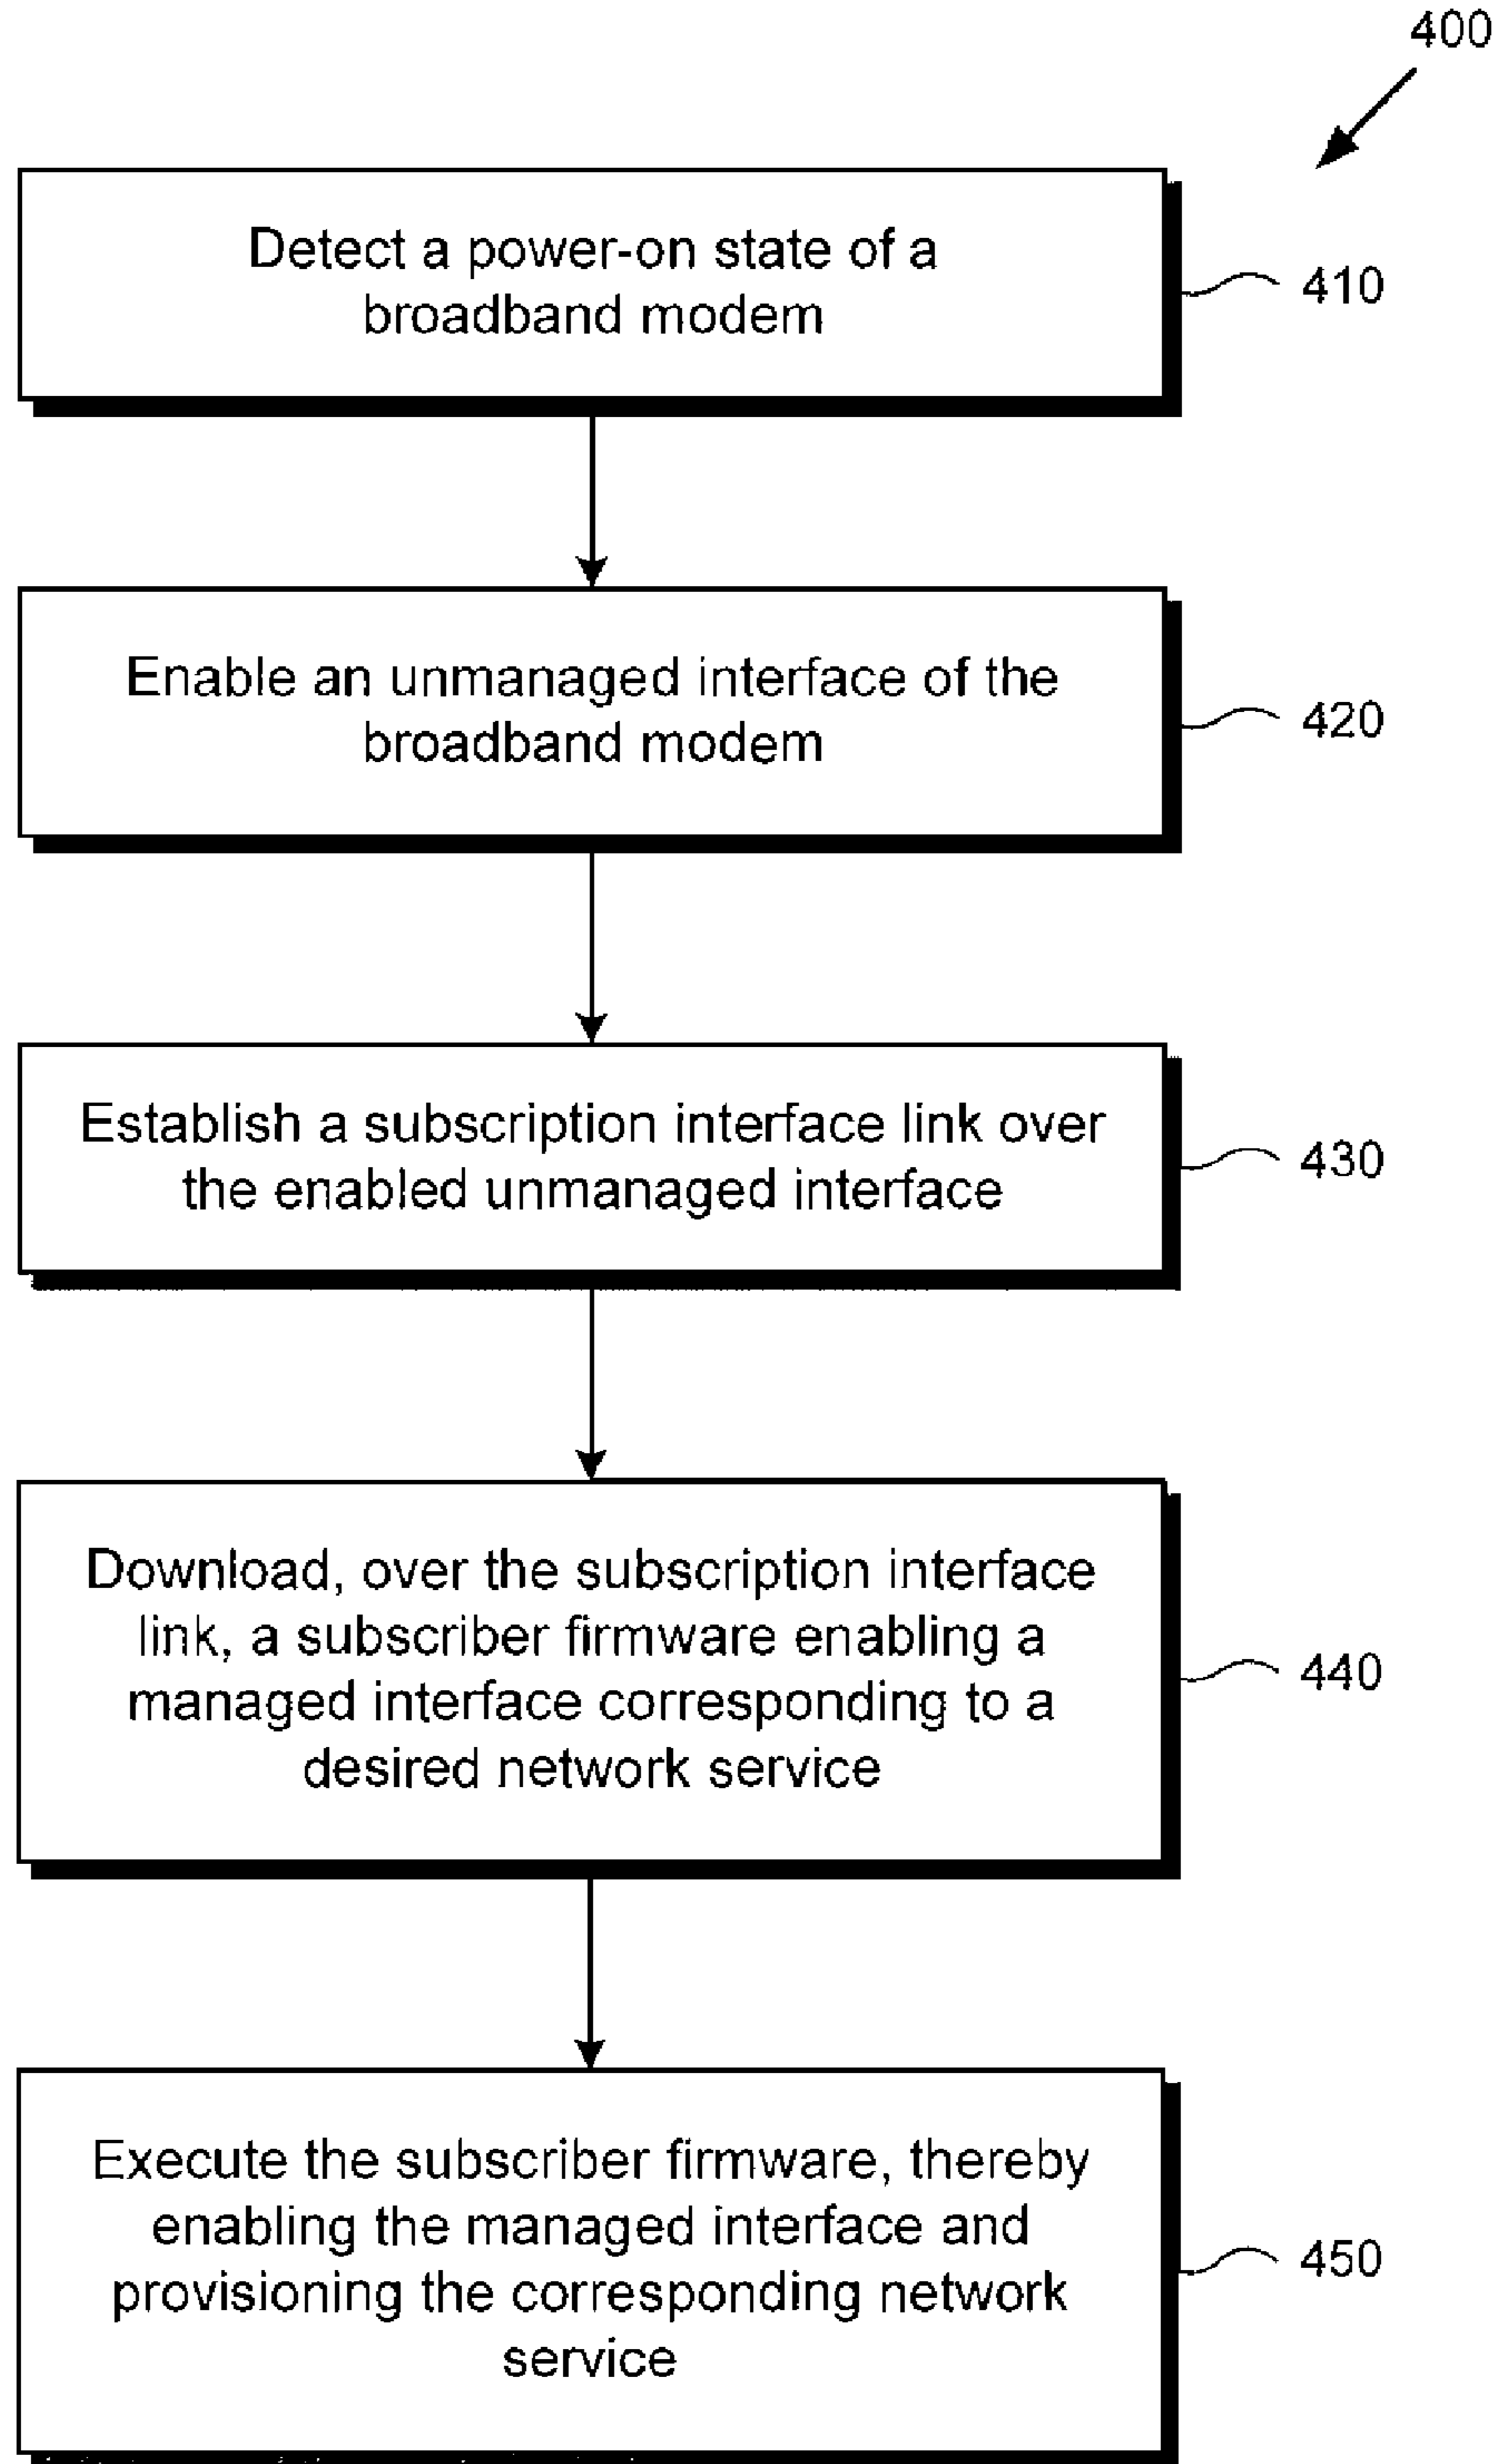 400
Detect a power-on state of a
broadband modem
410
Enable an unmanaged interface of the
broadband modem
420
Establish a subscription interface link over
the enabled unmanaged interface
430
Download, over the subscription interface
link, a subscriber firmware enabling a
managed interface corresponding to a
desired network service
440
Execute the subscriber firmware, thereby
enabling the managed interface and
provisioning the corresponding network
service
450